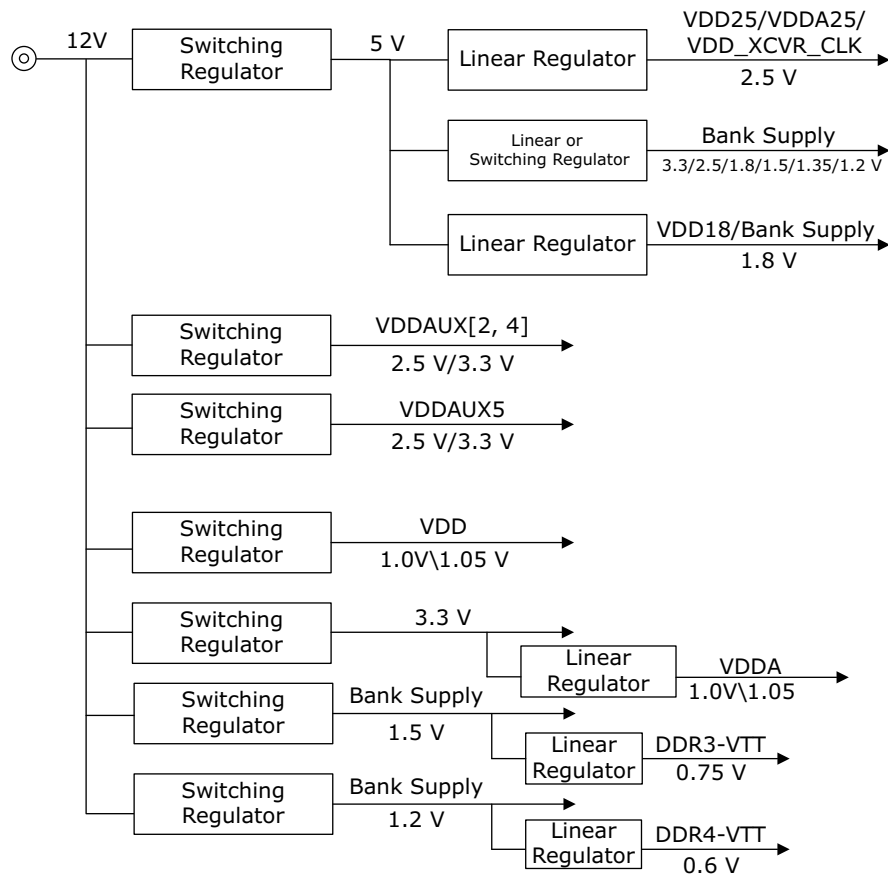 12V
Switching
Regulator
5 V
Linear Regulator
VDD25/VDDA25/
VDD_XCVR_CLK
2.5 V
Linear or
Switching Regulator
Bank Supply
3.3/2.5/1.8/1.5/1.35/1.2 V
Linear Regulator
VDD18/Bank Supply
1.8 V
Switching
Regulator
VDDAUX[2, 4]
2.5 V/3.3 V
Switching
Regulator
VDDAUX5
2.5 V/3.3 V
Switching
Regulator
VDD
1.0V\1.05 V
Switching
Regulator
3.3 V
Linear
Regulator
VDDA
1.0V\1.05
Switching
Regulator
Bank Supply
1.5 V
Linear
Regulator
DDR3-VTT
0.75 V
Switching
Regulator
Bank Supply
1.2 V
Linear
Regulator
DDR4-VTT
0.6 V